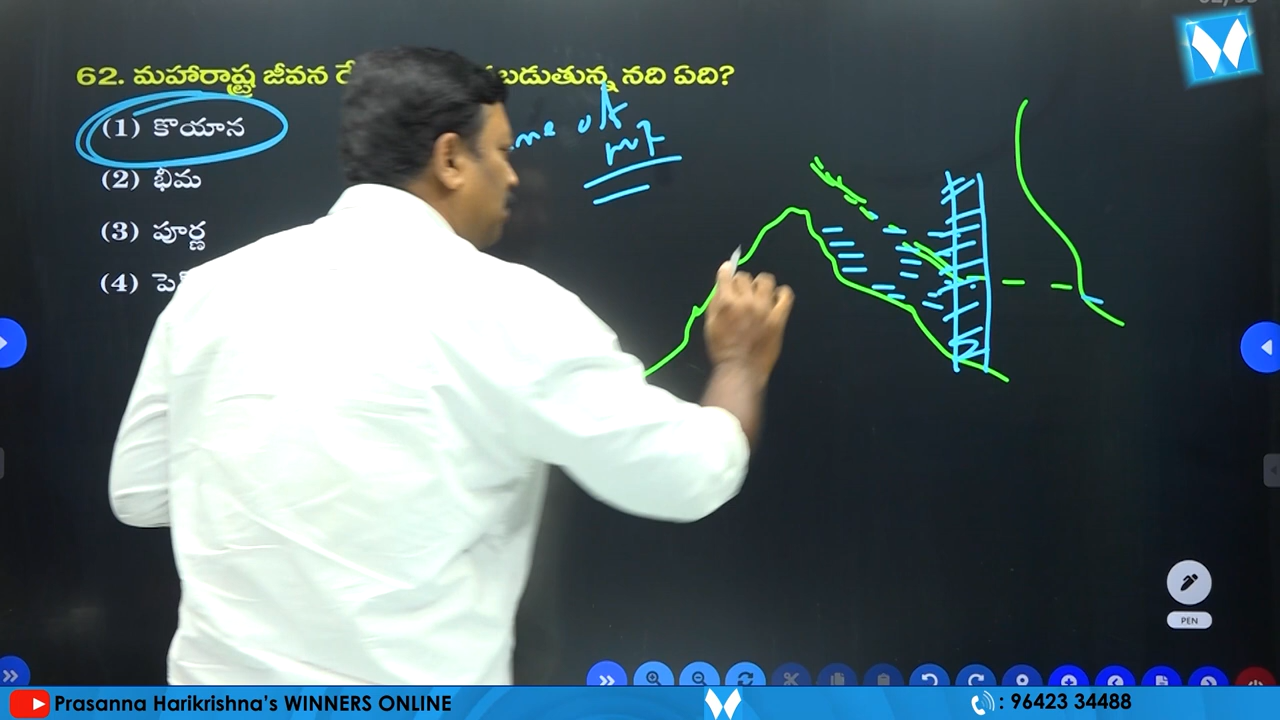 62. మహారాష్ట్ర జీవన బడుతున్న నది ఏది?
(1) కొయాన
(2) భీమ
(3) పూర్ణ
(4)
PEN
Prasanna Harikrishna's WINNERS ONLINE
: 96423 34488